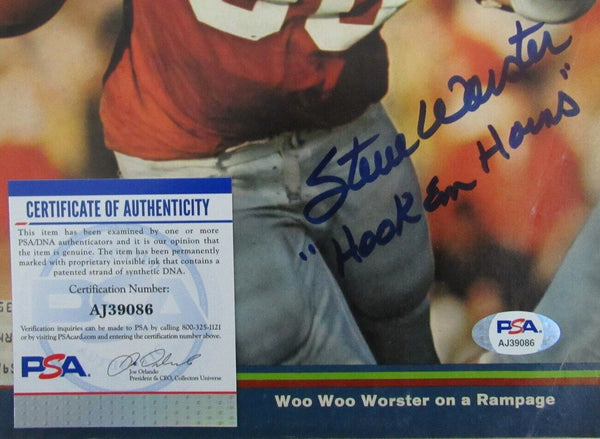 Steve Worster
"Hook Em Horns"
CERTIFICATE OF AUTHENTICITY
This item has been examined by one or more
PSA/DNA authenticators and it is our opinion that
the item is genuine. The item has been permanently
marked with proprietary invisible ink that contains a
patented strand of synthetic DNA.
Certification Number:
AJ39086
Verification inquiries can be made to PSA by calling 800-325-1121
or by visiting PSAcard.com and entering the certification number above.
PSA
Joe Orlando
President & CEO, Collectors Universe
PSA
AJ39086
Woo Woo Worster on a Rampage